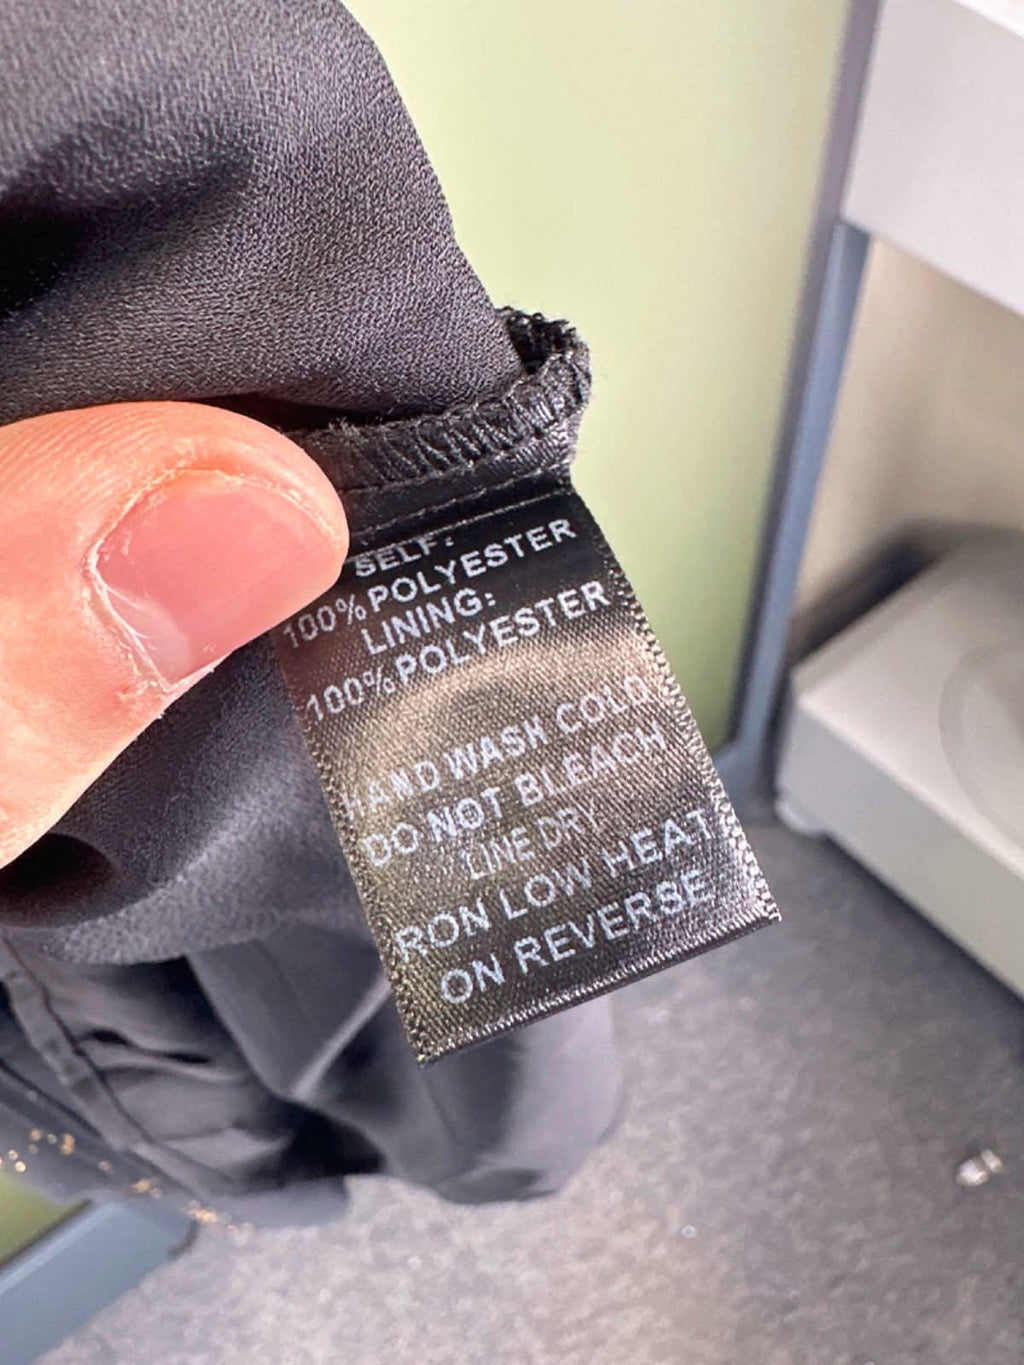 SELF:
100% POLYESTER
LINING:
100% POLYESTER
HAND WASH COLD
DO NOT BLEACH
LINE DRY
IRON LOW HEAT
ON REVERSE